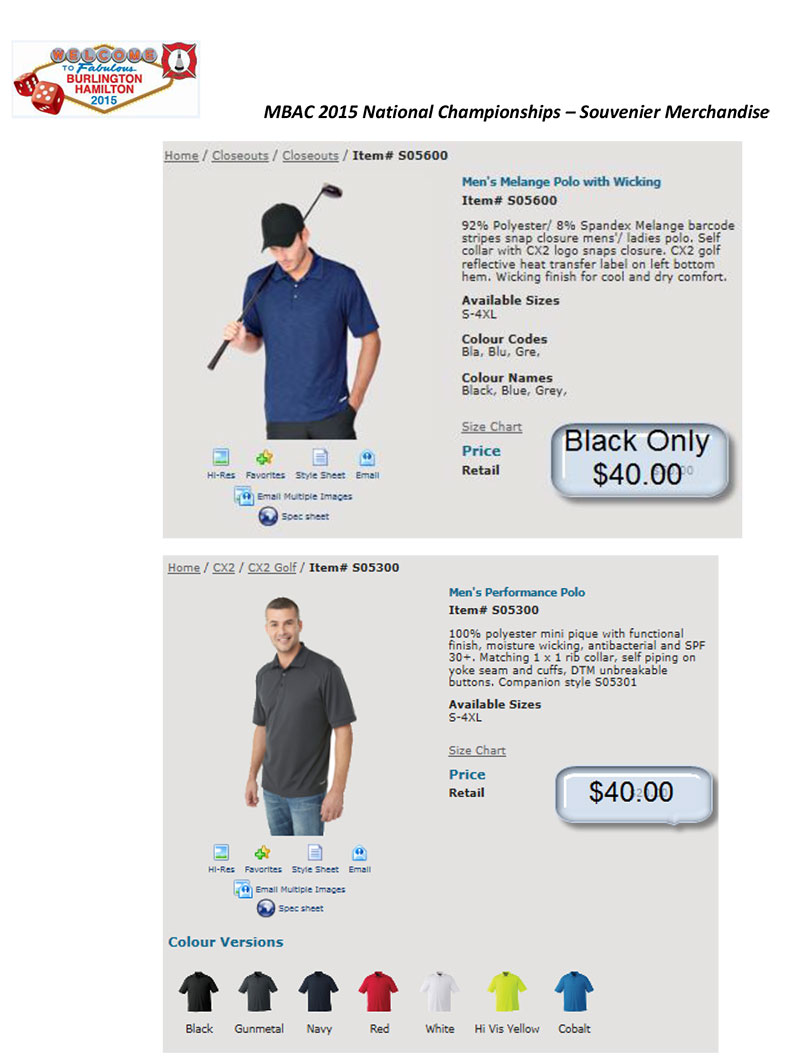 WELCOME
TO Fabulous
BURLINGTON
HAMILTON
2015
MBAC 2015 National Championships – Souvenier Merchandise
Home / Closeouts / Closeouts / Item# S05600
Men's Melange Polo with Wicking
Item# S05600
92% Polyester/ 8% Spandex Melange barcode
stripes snap closure mens'/ ladies polo. Self
collar with CX2 logo snaps closure. CX2 golf
reflective heat transfer label on left bottom
hem. Wicking finish for cool and dry comfort.
Available Sizes
S-4XL
Colour Codes
Bla, Blu, Gre,
Colour Names
Black, Blue, Grey,
Size Chart
Price
Retail
Black Only
$40.00
Hi-Res Favorites Style Sheet Email
Email Multiple Images
Spec sheet
Home / CX2 / CX2 Golf / Item# S05300
Men's Performance Polo
Item# S05300
100% polyester mini pique with functional
finish, moisture wicking, antibacterial and SPF
30+. Matching 1 x 1 rib collar, self piping on
yoke seam and cuffs, DTM unbreakable
buttons. Companion style S05301
Available Sizes
S-4XL
Size Chart
Price
Retail
$40.00
Hi-Res Favorites Style Sheet Email
Email Multiple Images
Spec sheet
Colour Versions
Black Gunmetal Navy Red White Hi Vis Yellow Cobalt